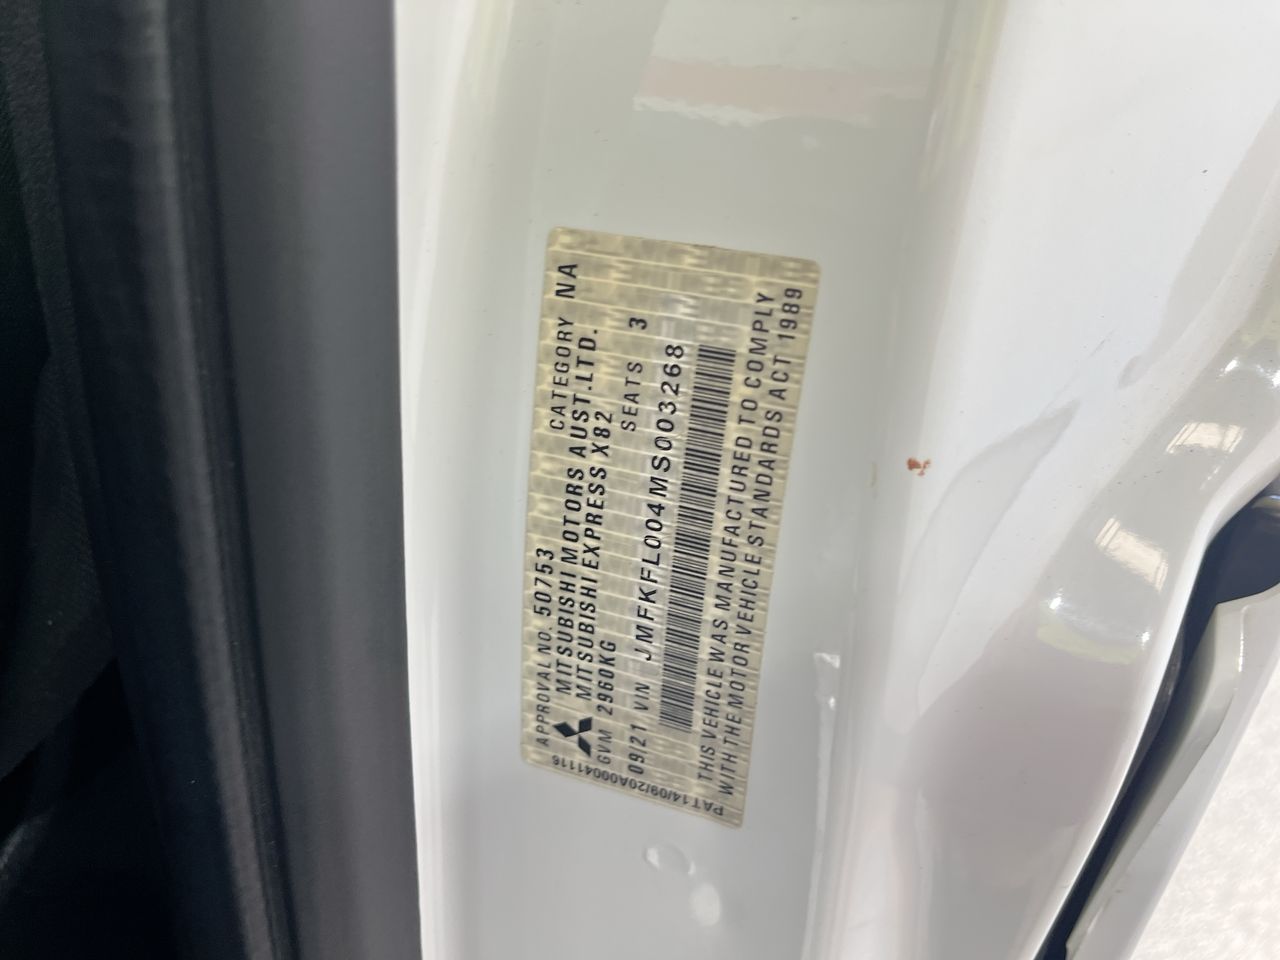 APPROVAL NO. 50753 CATEGORY NA
MITSUBISHI MOTORS AUST.LTD.
MITSUBISHI EXPRESS X82
GVM 2960KG SEATS 3
09/21 VIN JMFKFL004MS003268
THIS VEHICLE WAS MANUFACTURED TO COMPLY
WITH THE MOTOR VEHICLE STANDARDS ACT 1989
PAT14/09/20A00041116